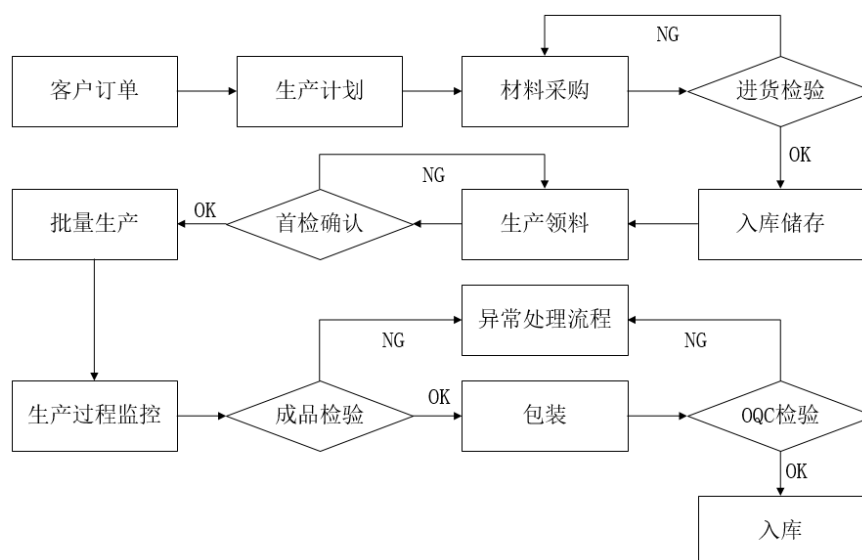 NG
客户订单
生产计划
材料采购
进货检验
OK
批量生产
OK
首检确认
NG
生产领料
入库储存
异常处理流程
NG
NG
生产过程监控
成品检验
OK
包装
OQC检验
OK
入库